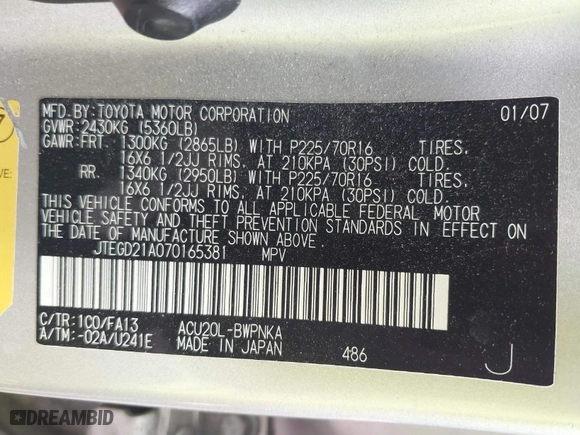 MFD.BY:TOYOTA MOTOR CORPORATION 01/07
GVWR:2430KG (5360LB)
GAWR:FRT. 1300KG (2865LB) WITH P225/70R16 TIRES.
16X6 1/2JJ RIMS, AT 210KPA (30PSI) COLD.
RR. 1340KG (2950LB) WITH P225/70R16 TIRES.
16X6 1/2JJ RIMS, AT 210KPA (30PSI) COLD.
THIS VEHICLE CONFORMS TO ALL APPLICABLE FEDERAL MOTOR
VEHICLE SAFETY AND THEFT PREVENTION STANDARDS IN EFFECT ON
THE DATE OF MANUFACTURE SHOWN ABOVE.
JTEGD21A070165381 MPV
C/TR:1C0/FA13 ACU20L-BWPNKA
A/TM:-02A/U241E MADE IN JAPAN 486 J
DREAMBID